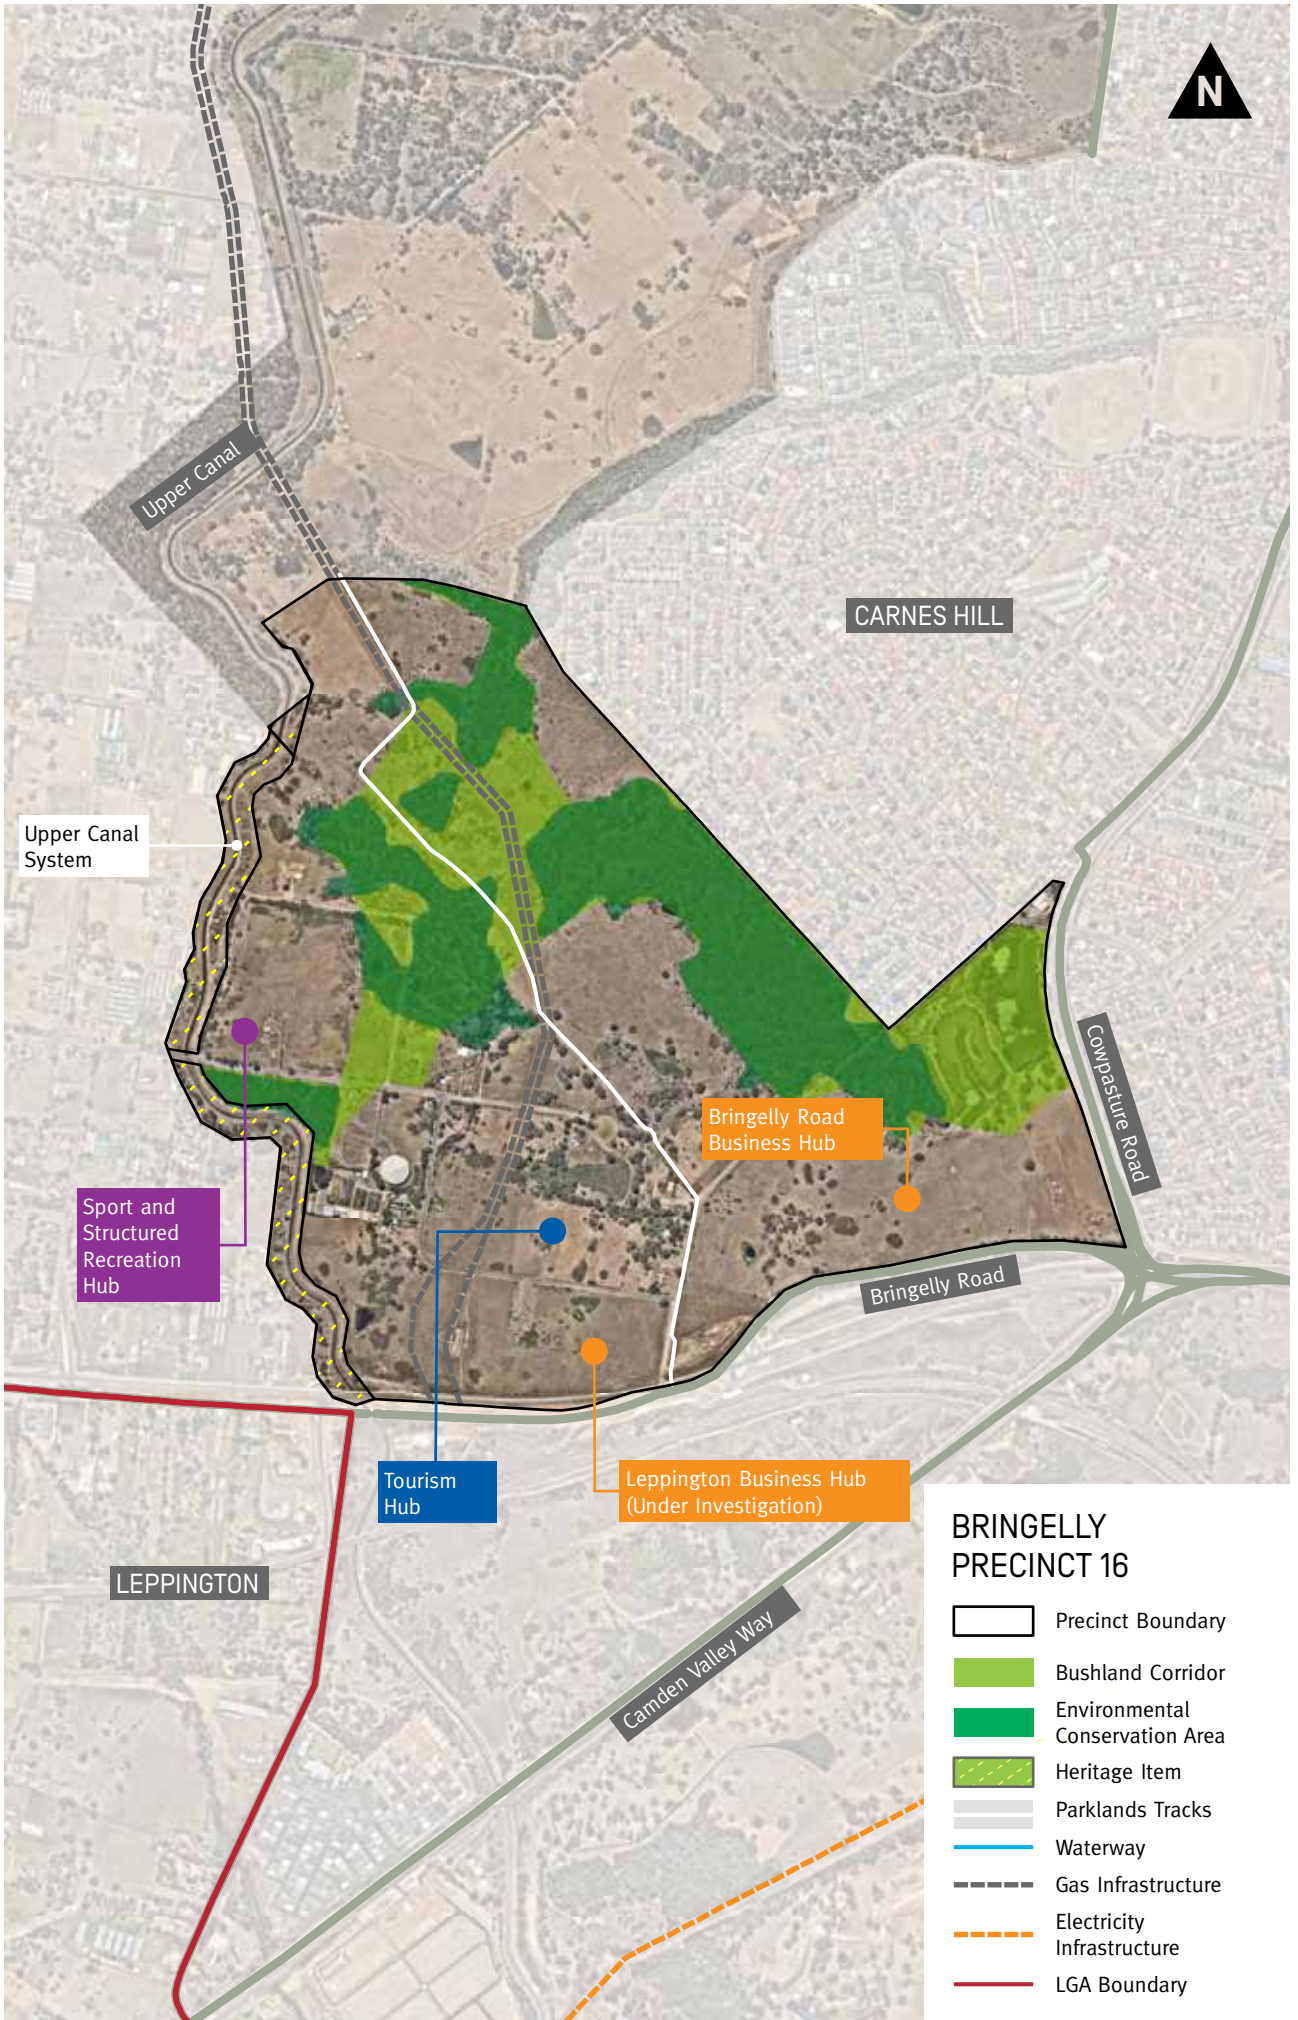 N
Upper Canal
CARNES HILL
Upper Canal
System
Cowpasture Road
Bringelly Road
Business Hub
Sport and
Structured
Recreation
Hub
Bringelly Road
Tourism
Hub
Leppington Business Hub
(Under Investigation)
LEPPINGTON
Camden Valley Way
BRINGELLY
PRECINCT 16
Precinct Boundary
Bushland Corridor
Environmental
Conservation Area
Heritage Item
Parklands Tracks
Waterway
Gas Infrastructure
Electricity
Infrastructure
LGA Boundary